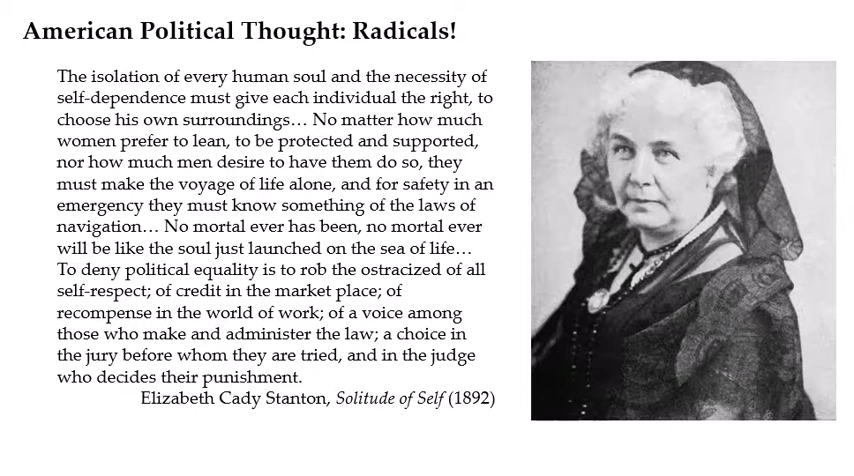 American Political Thought: Radicals!
The isolation of every human soul and the necessity of
self-dependence must give each individual the right, to
choose his own surroundings… No matter how much
women prefer to lean, to be protected and supported,
nor how much men desire to have them do so, they
must make the voyage of life alone, and for safety in an
emergency they must know something of the laws of
navigation… No mortal ever has been, no mortal ever
will be like the soul just launched on the sea of life…
To deny political equality is to rob the ostracized of all
self-respect; of credit in the market place; of
recompense in the world of work; of a voice among
those who make and administer the law; a choice in
the jury before whom they are tried, and in the judge
who decides their punishment.
Elizabeth Cady Stanton, Solitude of Self (1892)